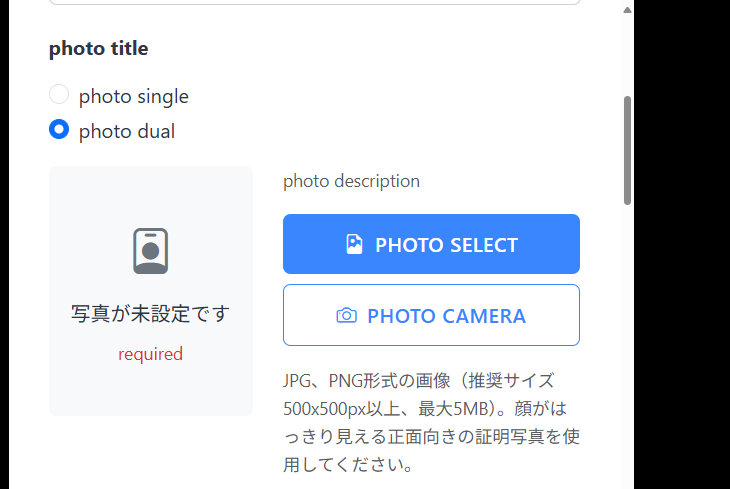 photo title
photo single
photo dual
写真が未設定です
required
photo description
PHOTO SELECT
PHOTO CAMERA
JPG、PNG形式の画像（推奨サイズ
500x500px以上、最大5MB）。顔がは
っきり見える正面向きの証明写真を使
用してください。